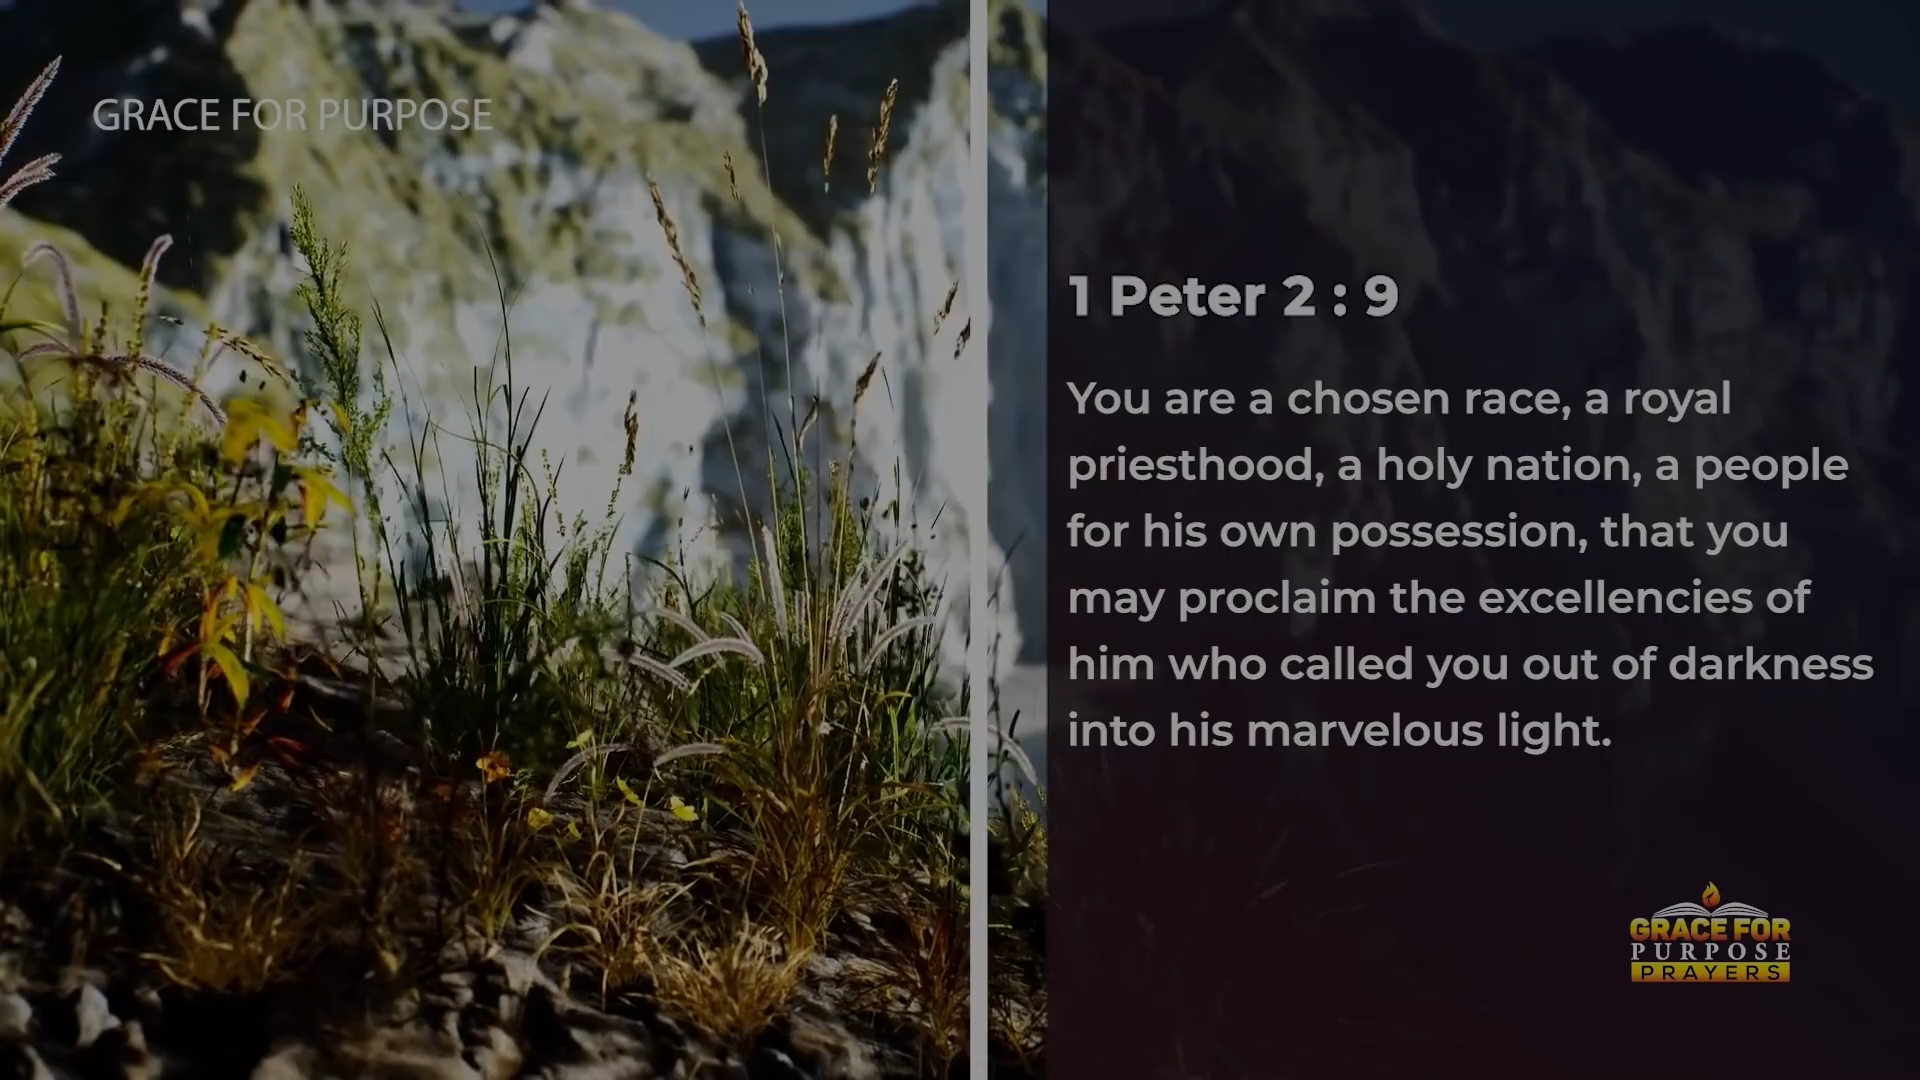 GRACE FOR PURPOSE
1 Peter 2 : 9
You are a chosen race, a royal
priesthood, a holy nation, a people
for his own possession, that you
may proclaim the excellencies of
him who called you out of darkness
into his marvelous light.
GRACE FOR
PURPOSE
PRAYERS